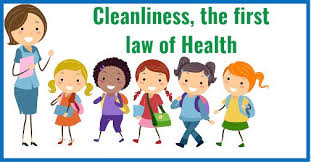 Cleanliness, the first
law of Health